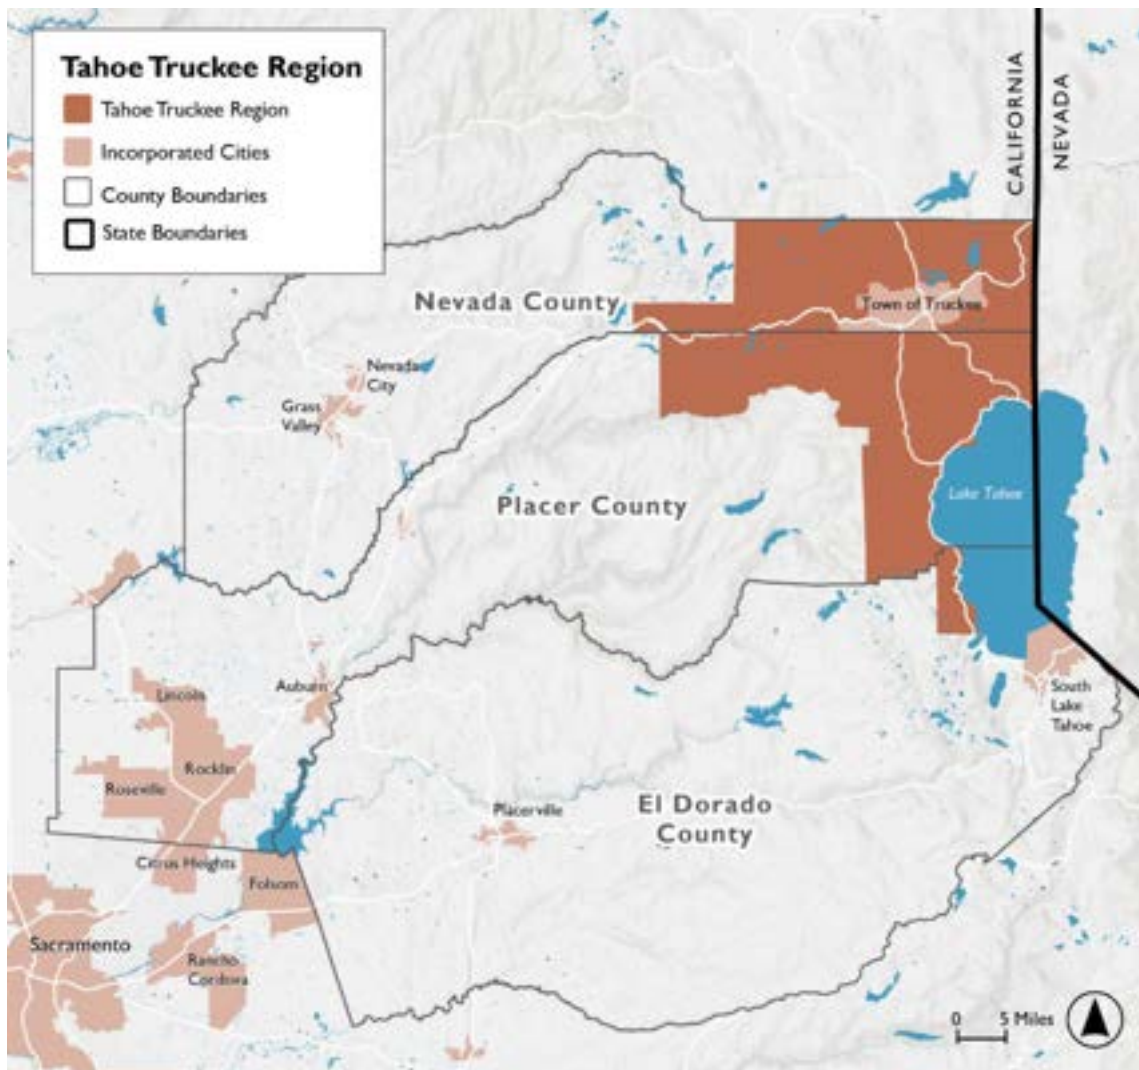 Tahoe Truckee Region
Tahoe Truckee Region
Incorporated Cities
County Boundaries
State Boundaries
CALIFORNIA
NEVADA
Nevada County
Town of Truckee
Nevada
City
Grass
Valley
Placer County
Lake Tahoe
Auburn
Lincoln
South
Lake
Tahoe
Rocklin
Roseville
Placerville
El Dorado
County
Citrus Heights
Folsom
Sacramento
Rancho
Cordova
0 5 Miles